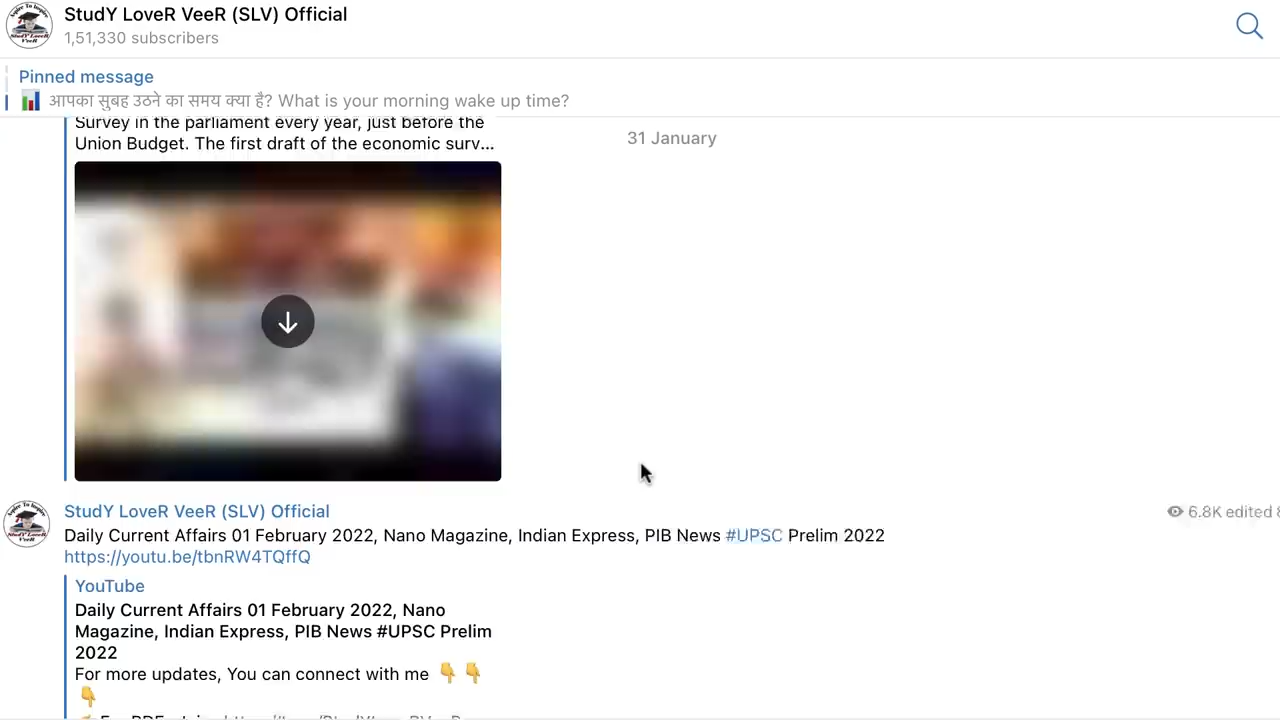 StudY LoveR VeeR (SLV) Official
1,51,330 subscribers
Pinned message
आपका सुबह उठने का समय क्या है? What is your morning wake up time?
Survey in the parliament every year, just before the
Union Budget. The first draft of the economic surv...
31 January
StudY LoveR VeeR (SLV) Official
6.8K edited
Daily Current Affairs 01 February 2022, Nano Magazine, Indian Express, PIB News #UPSC Prelim 2022
https://youtu.be/tbnRW4TQffQ
YouTube
Daily Current Affairs 01 February 2022, Nano
Magazine, Indian Express, PIB News #UPSC Prelim
2022
For more updates, You can connect with me 👇👇
👇